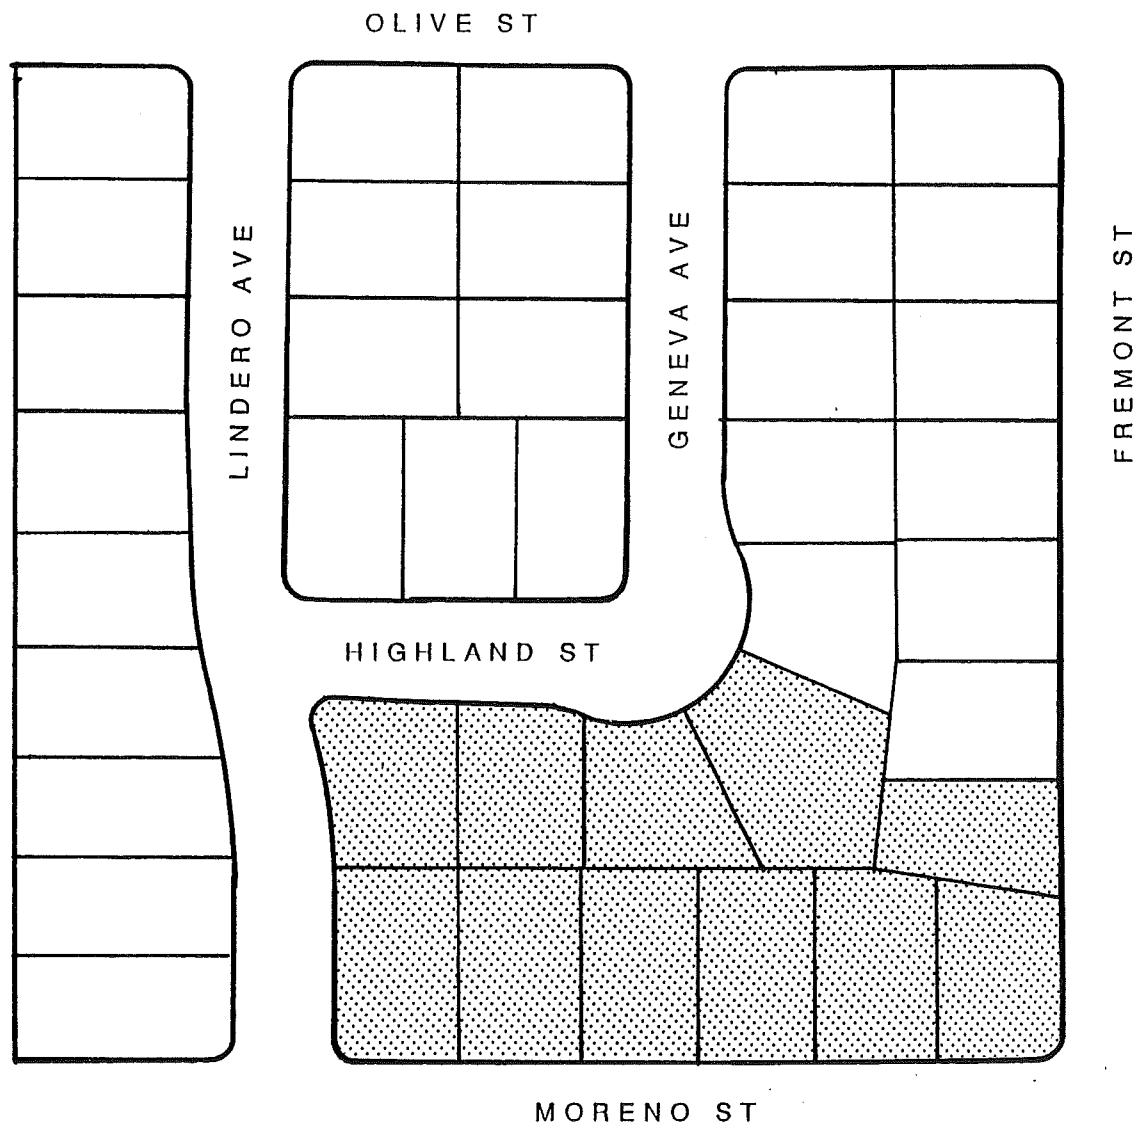 OLIVE ST
LINDERO AVE
GENEVA AVE
FREMONT ST
HIGHLAND ST
MORENO ST